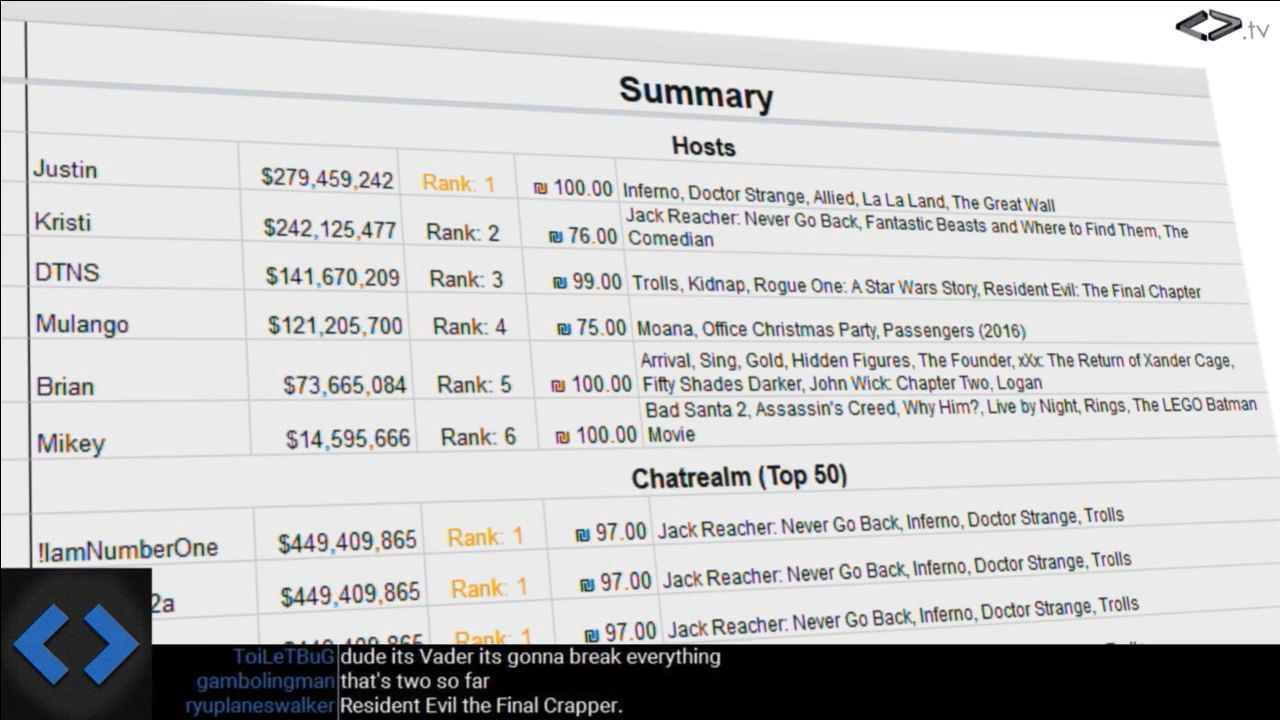 .tv
Summary
Hosts
Justin $279,459,242 Rank: 1 ₪ 100.00 Inferno, Doctor Strange, Allied, La La Land, The Great Wall
Kristi $242,125,477 Rank: 2 ₪ 76.00 Jack Reacher: Never Go Back, Fantastic Beasts and Where to Find Them, The
Comedian
DTNS $141,670,209 Rank: 3 ₪ 99.00 Trolls, Kidnap, Rogue One: A Star Wars Story, Resident Evil: The Final Chapter
Mulango $121,205,700 Rank: 4 ₪ 75.00 Moana, Office Christmas Party, Passengers (2016)
Brian $73,665,084 Rank: 5 ₪ 100.00 Arrival, Sing, Gold, Hidden Figures, The Founder, xXx: The Return of Xander Cage,
Fifty Shades Darker, John Wick: Chapter Two, Logan
Mikey $14,595,666 Rank: 6 ₪ 100.00 Bad Santa 2, Assassin's Creed, Why Him?, Live by Night, Rings, The LEGO Batman
Movie
Chatrealm (Top 50)
!IamNumberOne $449,409,865 Rank: 1 ₪ 97.00 Jack Reacher: Never Go Back, Inferno, Doctor Strange, Trolls
2a $449,409,865 Rank: 1 ₪ 97.00 Jack Reacher: Never Go Back, Inferno, Doctor Strange, Trolls
Rank: 1 ₪ 97.00 Jack Reacher: Never Go Back, Inferno, Doctor Strange, Trolls
ToiLeTBuG dude its Vader its gonna break everything
gambolingman that's two so far
ryuplaneswalker Resident Evil the Final Crapper.